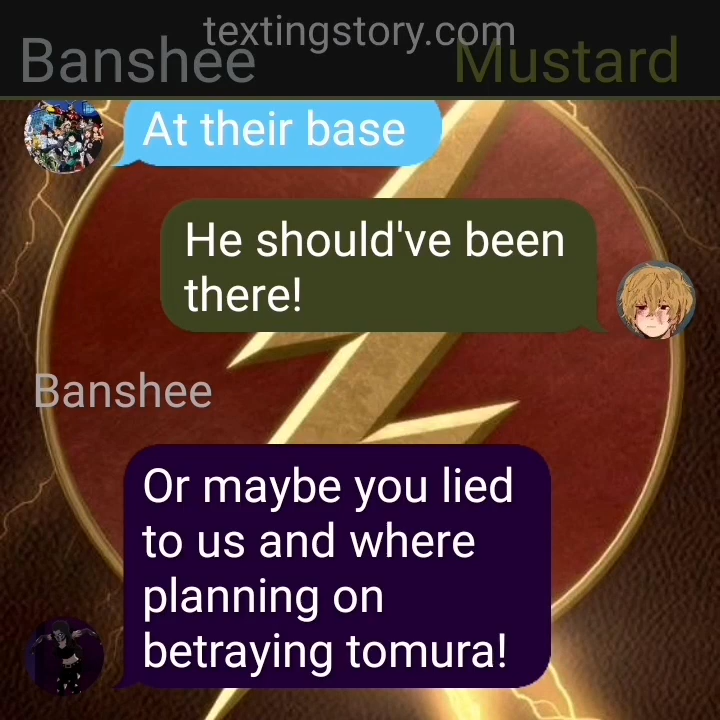 textingstory.com
Banshee Mustard
At their base
He should've been
there!
Banshee
Or maybe you lied
to us and where
planning on
betraying tomura!